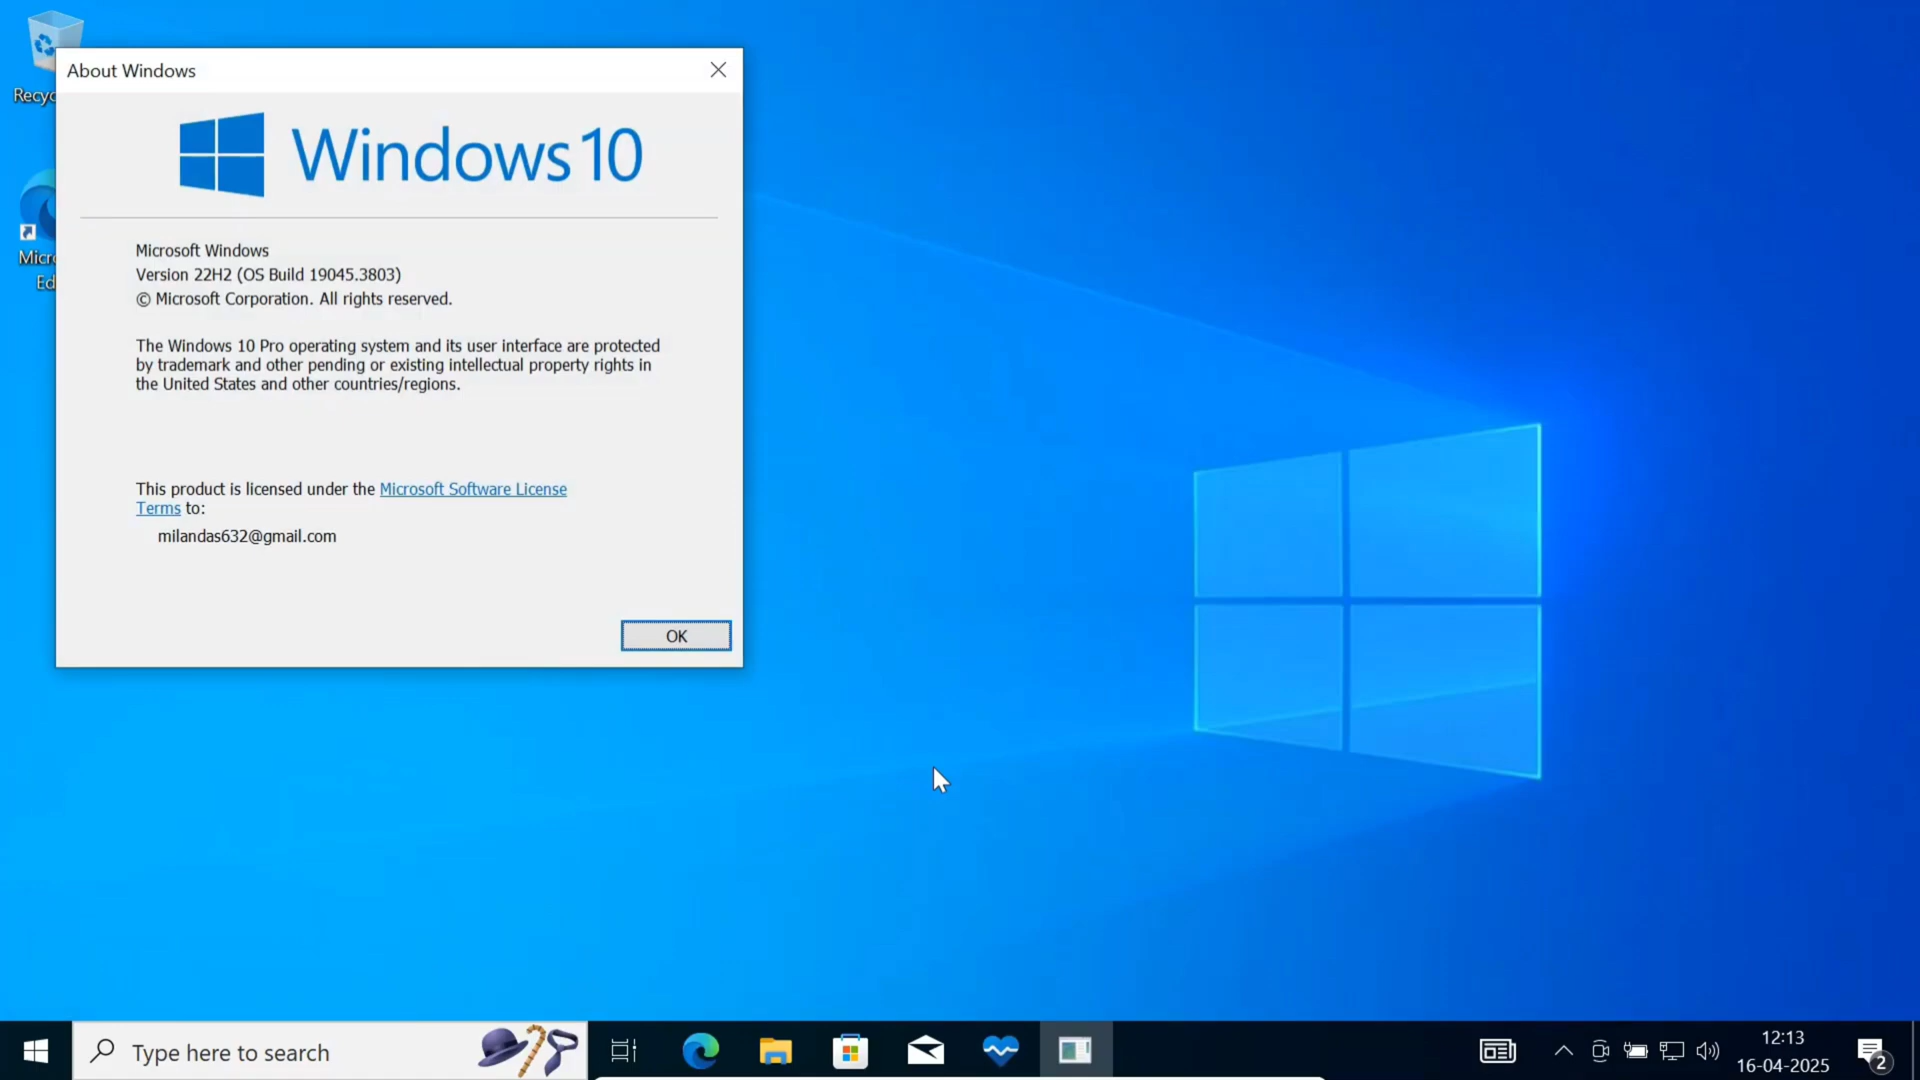 Recyc
About Windows
Windows 10
Micro
Ed
Microsoft Windows
Version 22H2 (OS Build 19045.3803)
© Microsoft Corporation. All rights reserved.
The Windows 10 Pro operating system and its user interface are protected
by trademark and other pending or existing intellectual property rights in
the United States and other countries/regions.
This product is licensed under the Microsoft Software License
Terms to:
milandas632@gmail.com
OK
Type here to search
12:13
16-04-2025
2